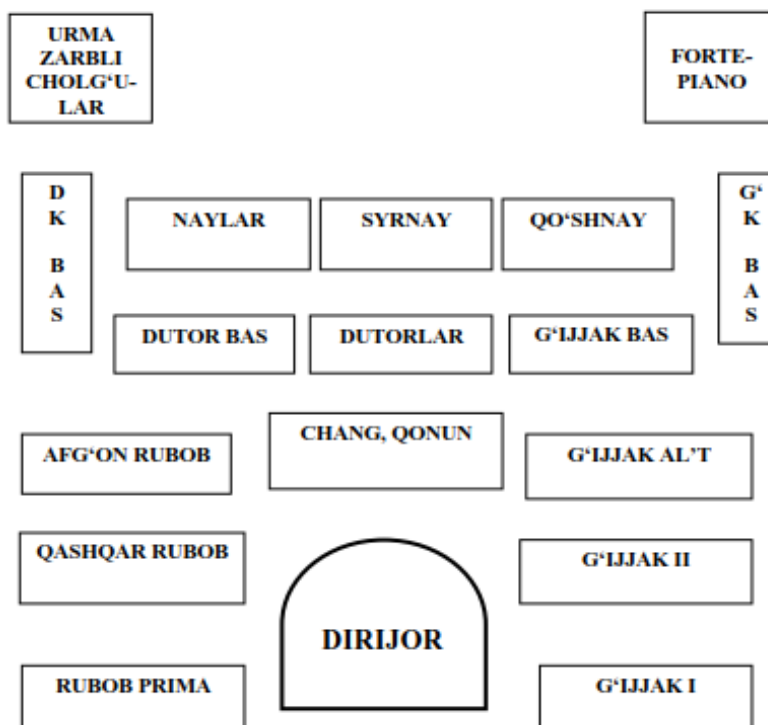 URMA
ZARBLI
CHOLG‘U-
LAR
FORTE-
PIANO
D
K
B
A
S
NAYLAR
SYRNAY
QO‘SHNAY
G‘
K
B
A
S
DUTOR BAS
DUTORLAR
G‘IJJAK BAS
AFG‘ON RUBOB
CHANG, QONUN
G‘IJJAK AL’T
QASHQAR RUBOB
G‘IJJAK II
DIRIJOR
RUBOB PRIMA
G‘IJJAK I